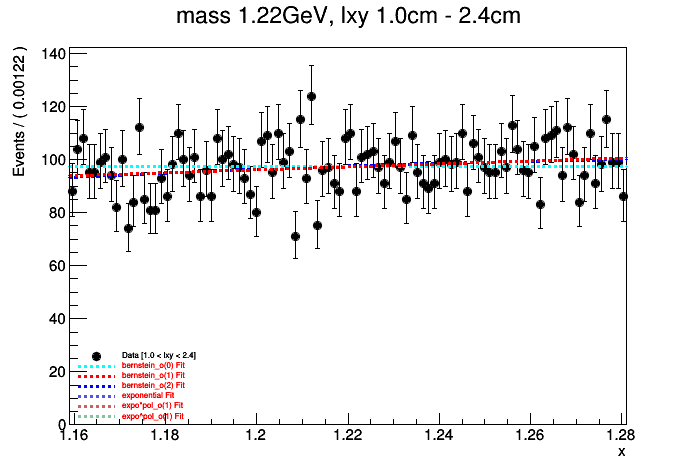 mass 1.22GeV, lxy 1.0cm - 2.4cm
Events / ( 0.00122 )
140
120
100
80
60
40
20
0
Data [1.0 < lxy < 2.4]
bernstein_o(0) Fit
bernstein_o(1) Fit
bernstein_o(2) Fit
exponential Fit
expo*pol_o(1) Fit
expo*pol_o(1) Fit
1.16 1.18 1.2 1.22 1.24 1.26 1.28
x